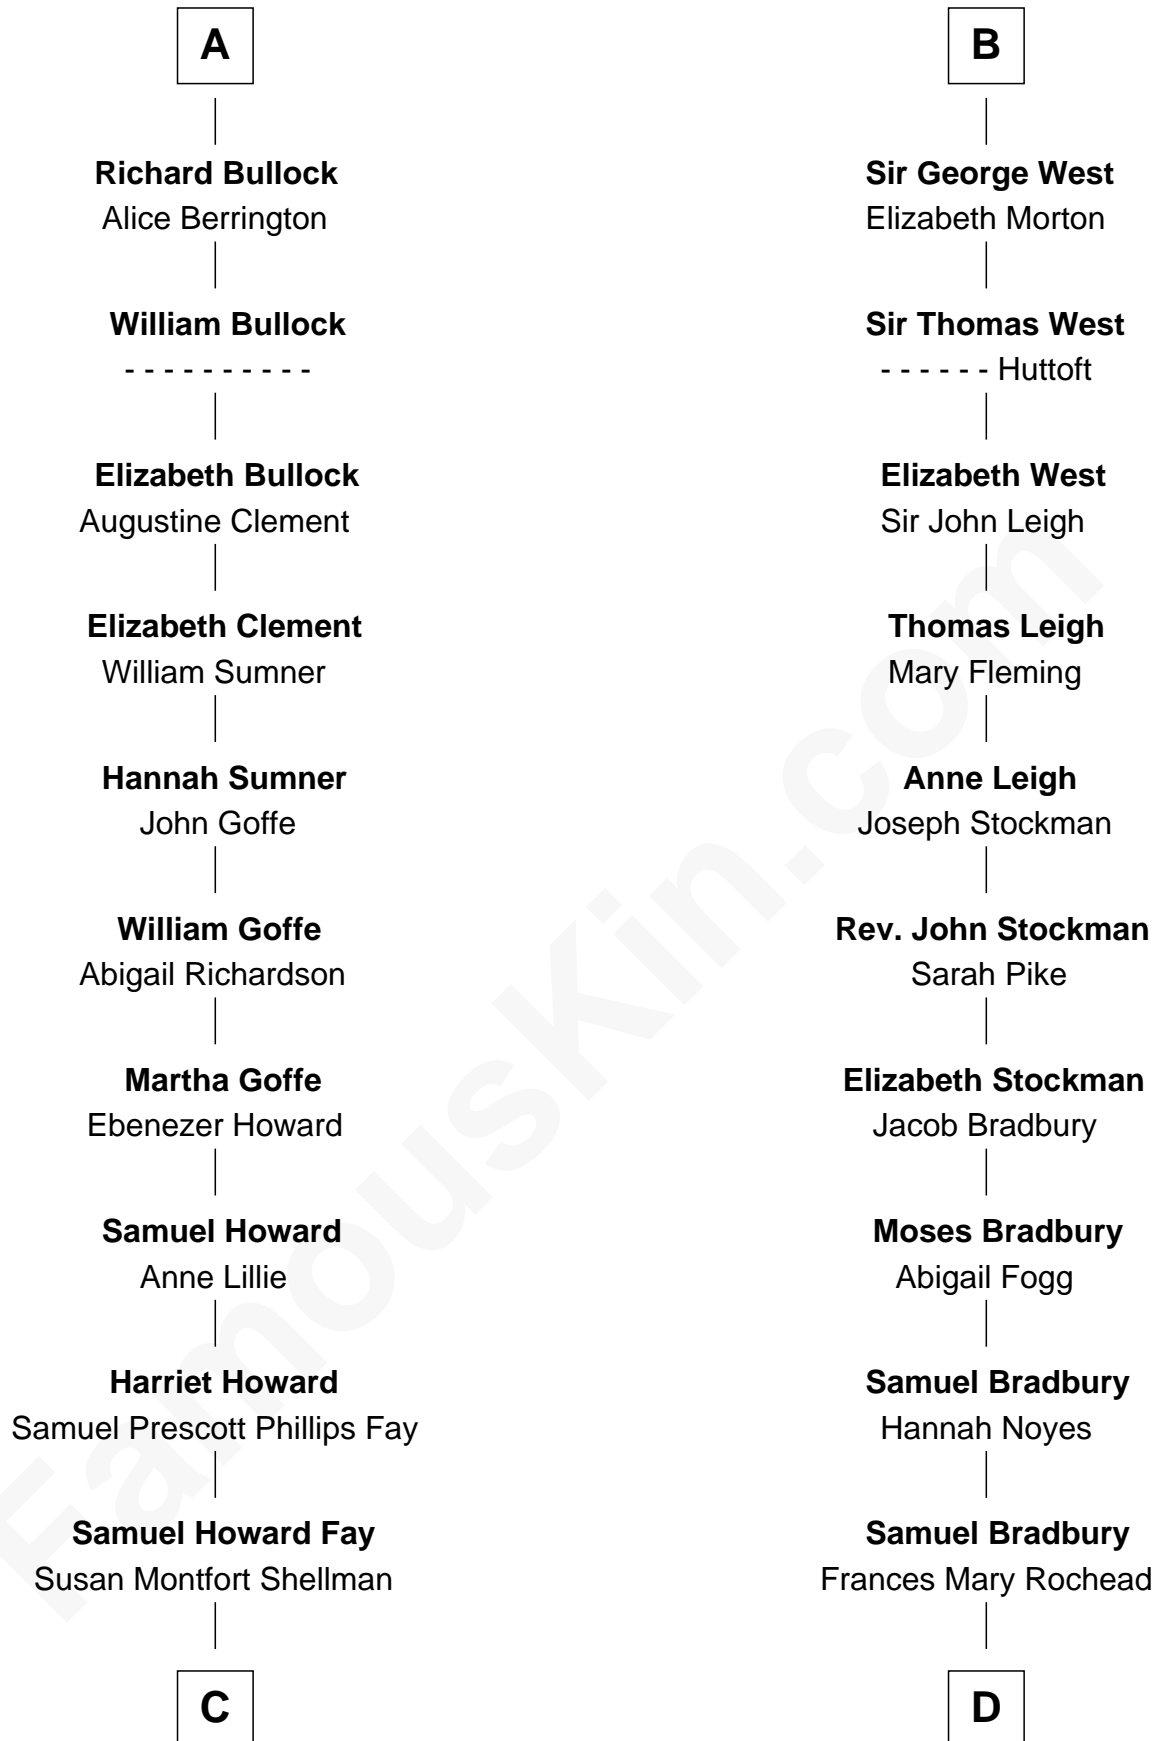 A
Richard Bullock
Alice Berrington
William Bullock
- - - - - - - - - -
Elizabeth Bullock
Augustine Clement
Elizabeth Clement
William Sumner
Hannah Sumner
John Goffe
William Goffe
Abigail Richardson
Martha Goffe
Ebenezer Howard
Samuel Howard
Anne Lillie
Harriet Howard
Samuel Prescott Phillips Fay
Samuel Howard Fay
Susan Montfort Shellman
C
B
Sir George West
Elizabeth Morton
Sir Thomas West
- - - - - - Huttoft
Elizabeth West
Sir John Leigh
Thomas Leigh
Mary Fleming
Anne Leigh
Joseph Stockman
Rev. John Stockman
Sarah Pike
Elizabeth Stockman
Jacob Bradbury
Moses Bradbury
Abigail Fogg
Samuel Bradbury
Hannah Noyes
Samuel Bradbury
Frances Mary Rochead
D
FamousKin.com